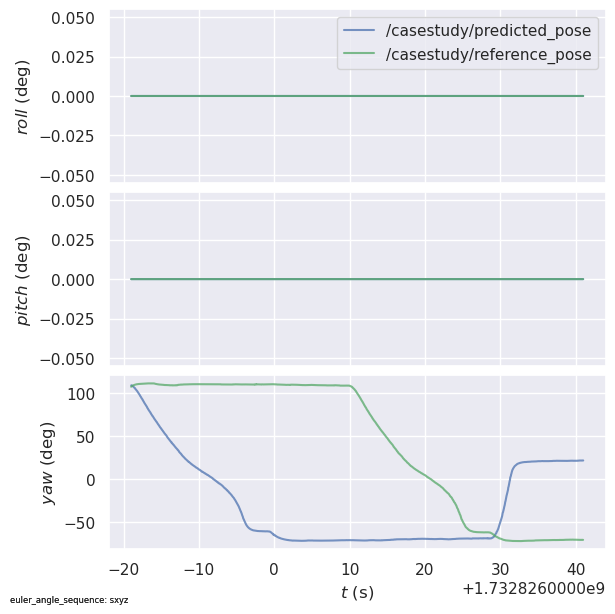 0.050
0.025
0.000
−0.025
−0.050
roll (deg)
/casestudy/predicted_pose
/casestudy/reference_pose
0.050
0.025
0.000
−0.025
−0.050
pitch (deg)
100
50
0
−50
yaw (deg)
−20 −10 0 10 20 30 40
t (s)
+1.7328260000e9
euler_angle_sequence: sxyz